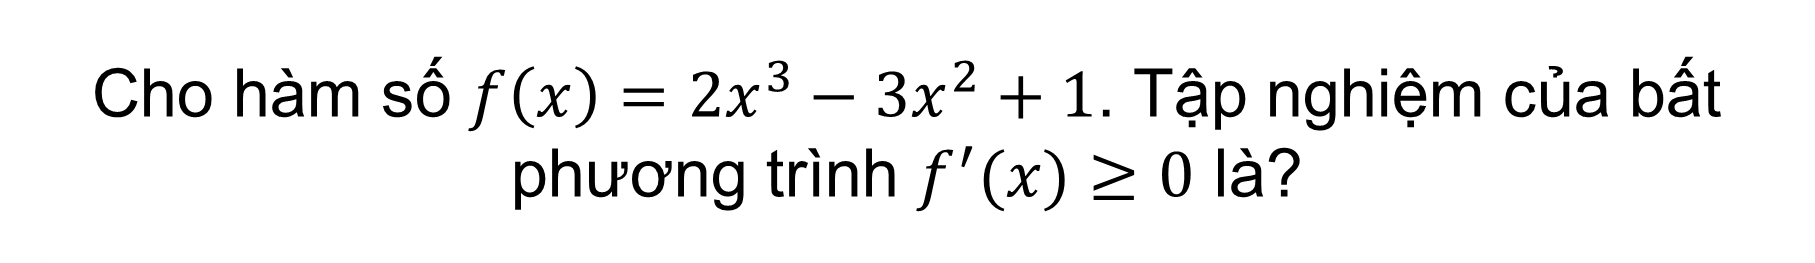 Cho hàm số f(x) = 2x³ − 3x² + 1. Tập nghiệm của bất
phương trình f′(x) ≥ 0 là?